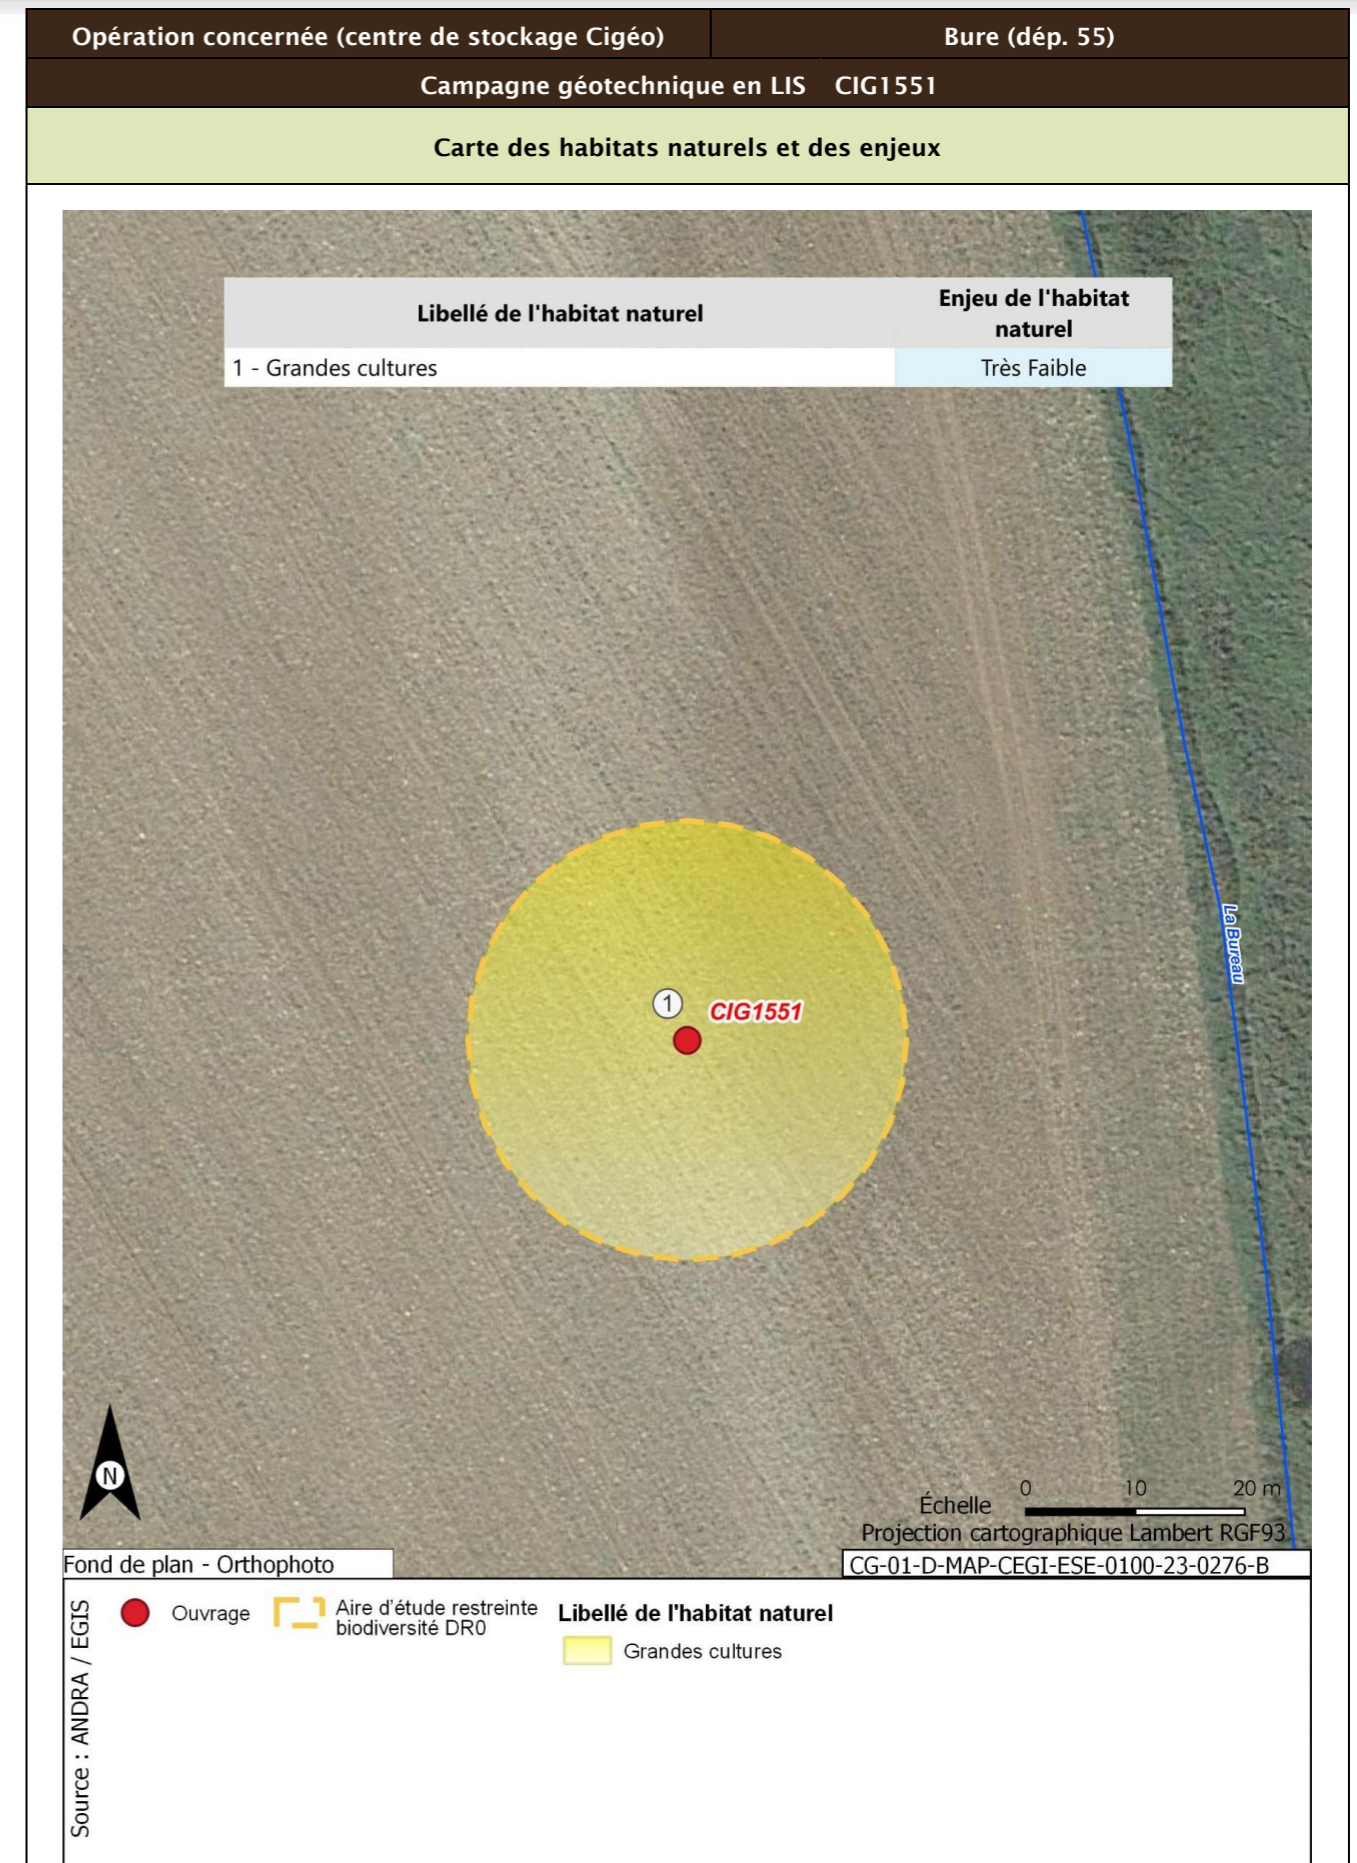 Opération concernée (centre de stockage Cigéo) Bure (dép. 55)
Campagne géotechnique en LIS CIG1551
Carte des habitats naturels et des enjeux
Libellé de l'habitat naturel Enjeu de l'habitat naturel
1 - Grandes cultures Très Faible
La Bureau
1 CIG1551
N
0 10 20 m
Échelle
Projection cartographique Lambert RGF93
Fond de plan - Orthophoto CG-01-D-MAP-CEGI-ESE-0100-23-0276-B
Source : ANDRA / EGIS
Ouvrage
Aire d'étude restreinte
biodiversité DR0
Libellé de l'habitat naturel
Grandes cultures